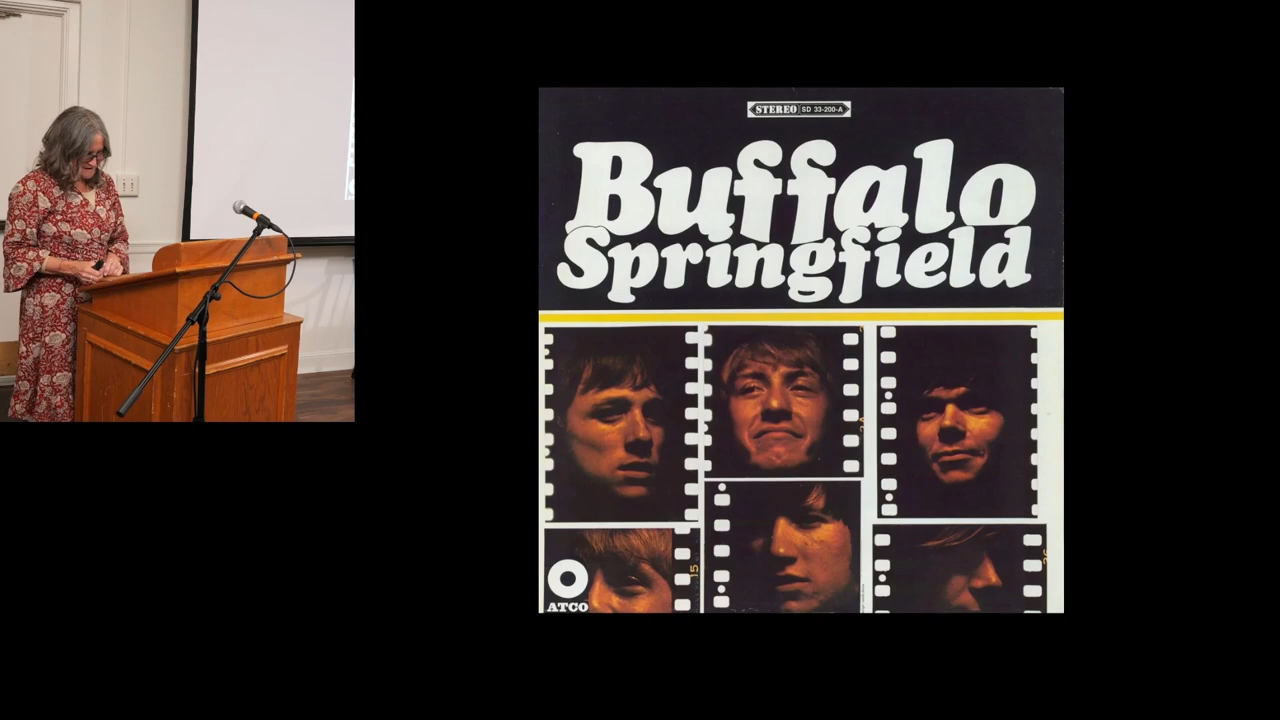 STEREO SD 33-200-A
Buffalo
Springfield
15
ATCO